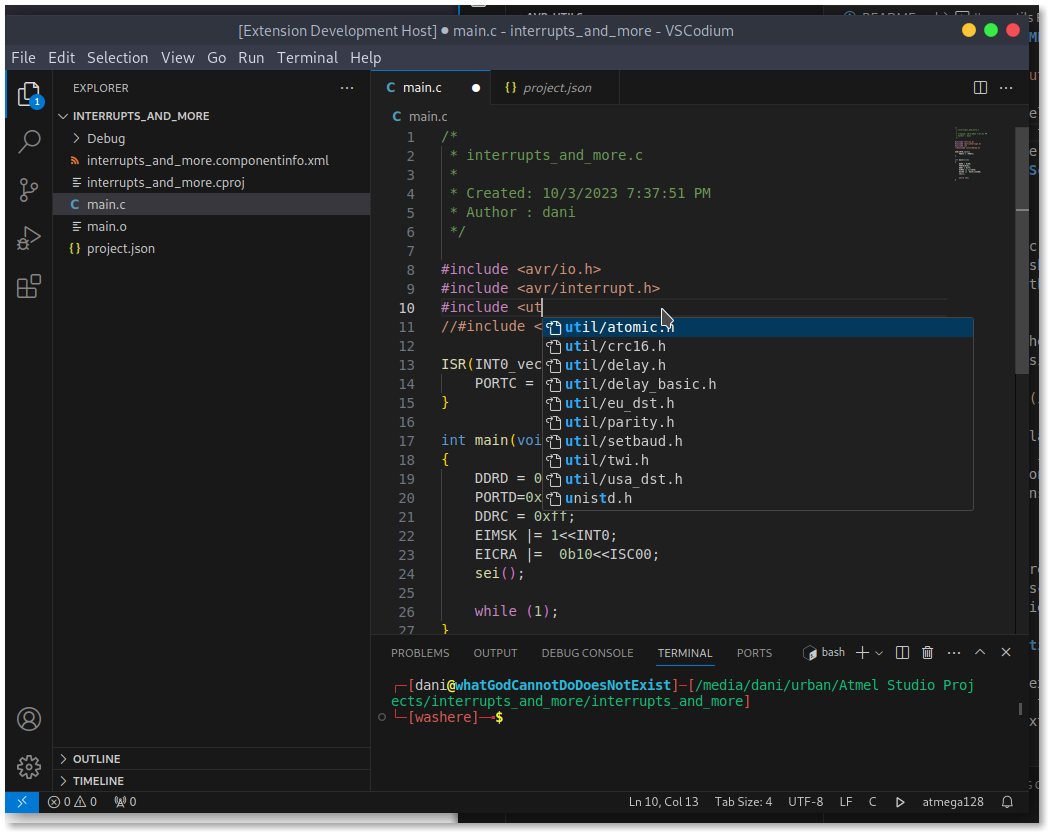 [Extension Development Host] ● main.c - interrupts_and_more - VSCodium
File Edit Selection View Go Run Terminal Help
EXPLORER
1
INTERRUPTS_AND_MORE
Debug
interrupts_and_more.componentinfo.xml
interrupts_and_more.cproj
C main.c
main.o
{} project.json
OUTLINE
TIMELINE
C main.c ● {} project.json
C main.c
1 /*
2  * interrupts_and_more.c
3  *
4  * Created: 10/3/2023 7:37:51 PM
5  * Author : dani
6  */
7
8 #include <avr/io.h>
9 #include <avr/interrupt.h>
10 #include <ut
11 //#include <
12
13 ISR(INT0_vec
14     PORTC =
15 }
16
17 int main(voi
18 {
19     DDRD = 0
20     PORTD=0x
21     DDRC = 0xff;
22     EIMSK |= 1<<INT0;
23     EICRA |=  0b10<<ISC00;
24     sei();
25
26     while (1);
27 }
util/atomic.h
util/crc16.h
util/delay.h
util/delay_basic.h
util/eu_dst.h
util/parity.h
util/setbaud.h
util/twi.h
util/usa_dst.h
unistd.h
PROBLEMS OUTPUT DEBUG CONSOLE TERMINAL PORTS bash
┌─[dani@whatGodCannotDoDoesNotExist]─[/media/dani/urban/Atmel Studio Proj
ects/interrupts_and_more/interrupts_and_more]
└─[washere]──╼$
0 0 0 Ln 10, Col 13 Tab Size: 4 UTF-8 LF C atmega128